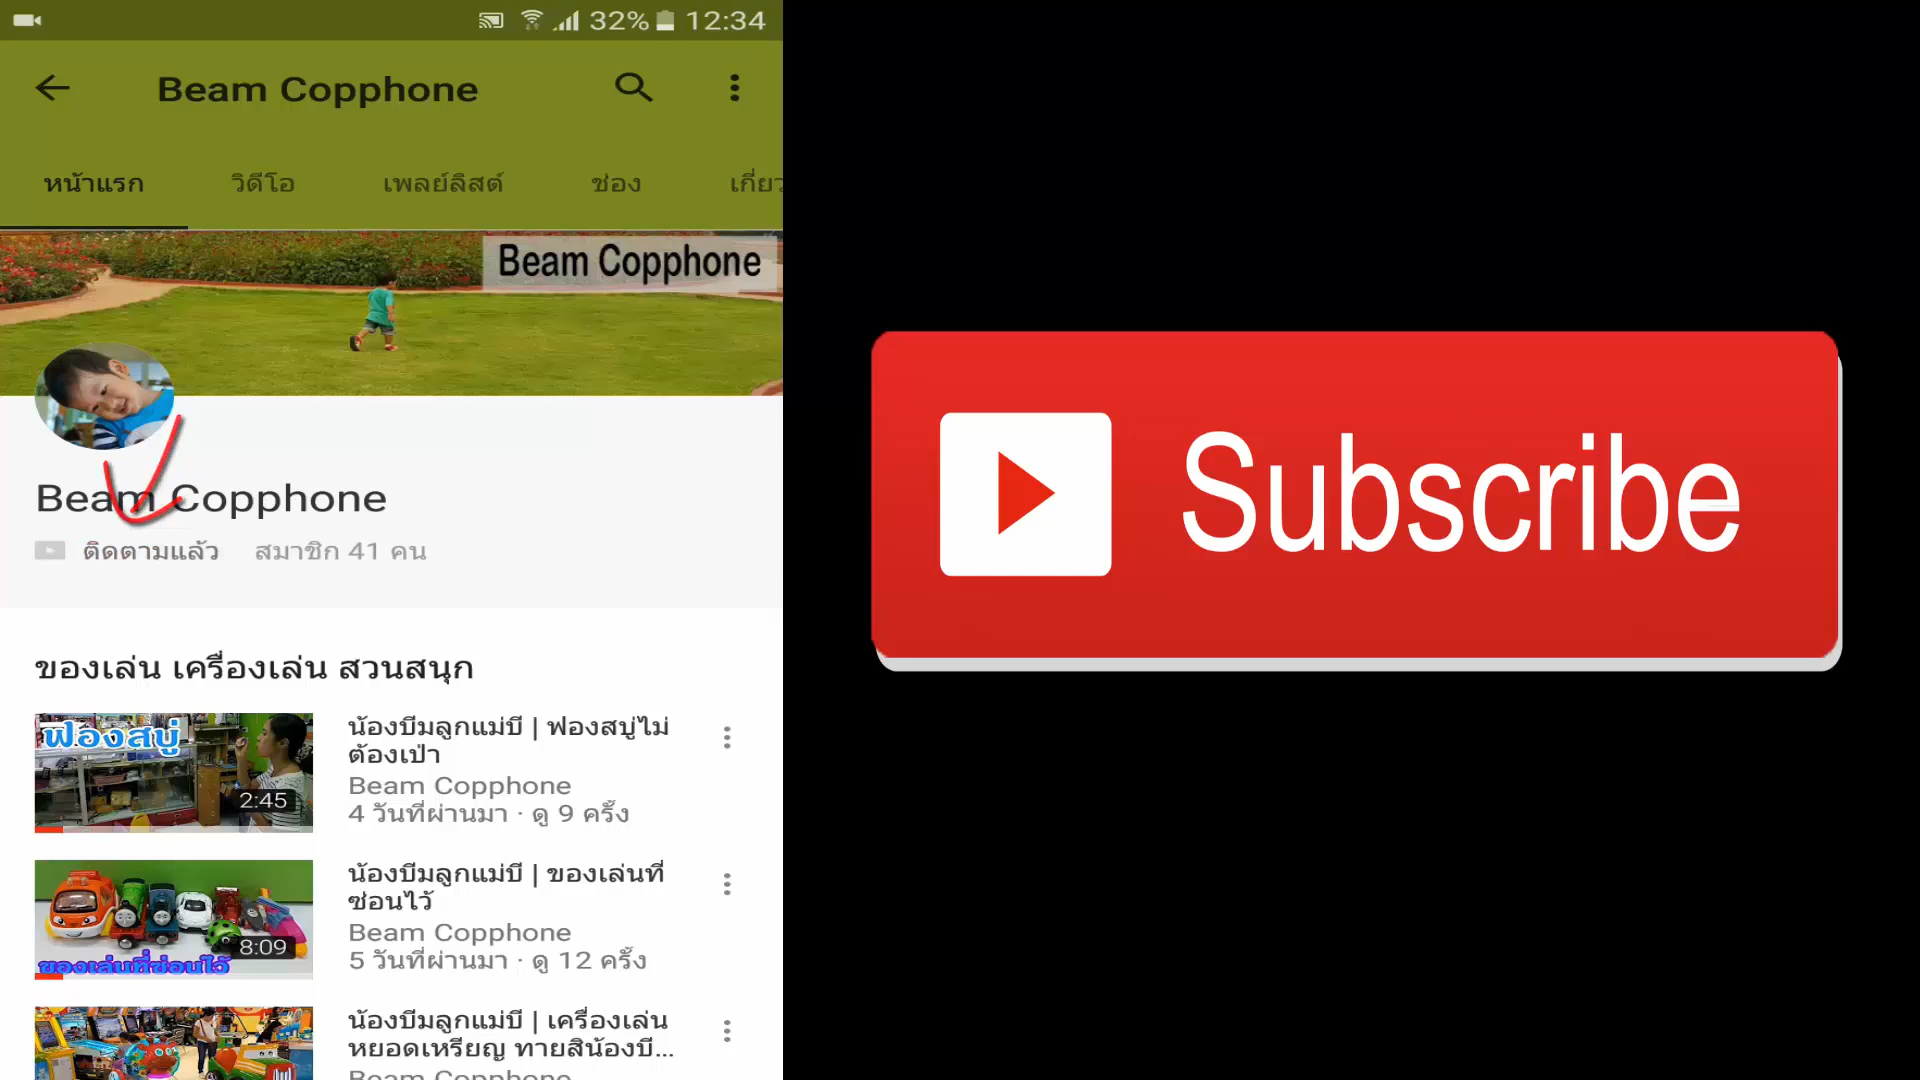 32% 12:34
Beam Copphone
หน้าแรก วิดีโอ เพลย์ลิสต์ ช่อง เกี่ยว
Beam Copphone
Beam Copphone
ติดตามแล้ว สมาชิก 41 คน
ของเล่น เครื่องเล่น สวนสนุก
ฟองสบู่
2:45
น้องบีมลูกแม่บี | ฟองสบู่ไม่
ต้องเป่า
Beam Copphone
4 วันที่ผ่านมา · ดู 9 ครั้ง
8:09
ของเล่นที่ซ่อนไว้
น้องบีมลูกแม่บี | ของเล่นที่
ซ่อนไว้
Beam Copphone
5 วันที่ผ่านมา · ดู 12 ครั้ง
น้องบีมลูกแม่บี | เครื่องเล่น
หยอดเหรียญ ทายสิน้องบี...
Beam Copphone
Subscribe